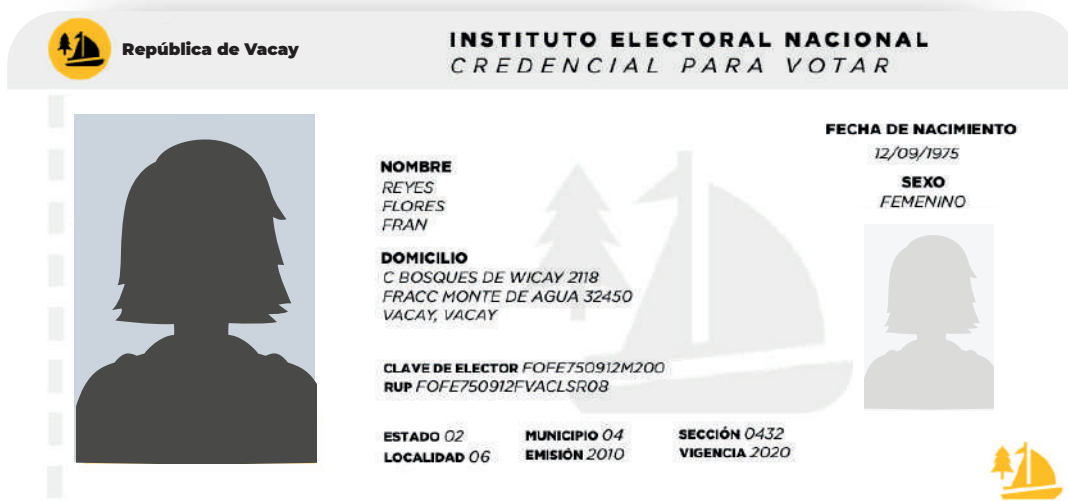 República de Vacay
INSTITUTO ELECTORAL NACIONAL
CREDENCIAL PARA VOTAR
FECHA DE NACIMIENTO
12/09/1975
SEXO
FEMENINO
NOMBRE
REYES
FLORES
FRAN
DOMICILIO
C BOSQUES DE WICAY 2118
FRACC MONTE DE AGUA 32450
VACAY, VACAY
CLAVE DE ELECTOR FOFE750912M200
RUP FOFE750912FVACLSR08
ESTADO 02 MUNICIPIO 04 SECCIÓN 0432
LOCALIDAD 06 EMISIÓN 2010 VIGENCIA 2020